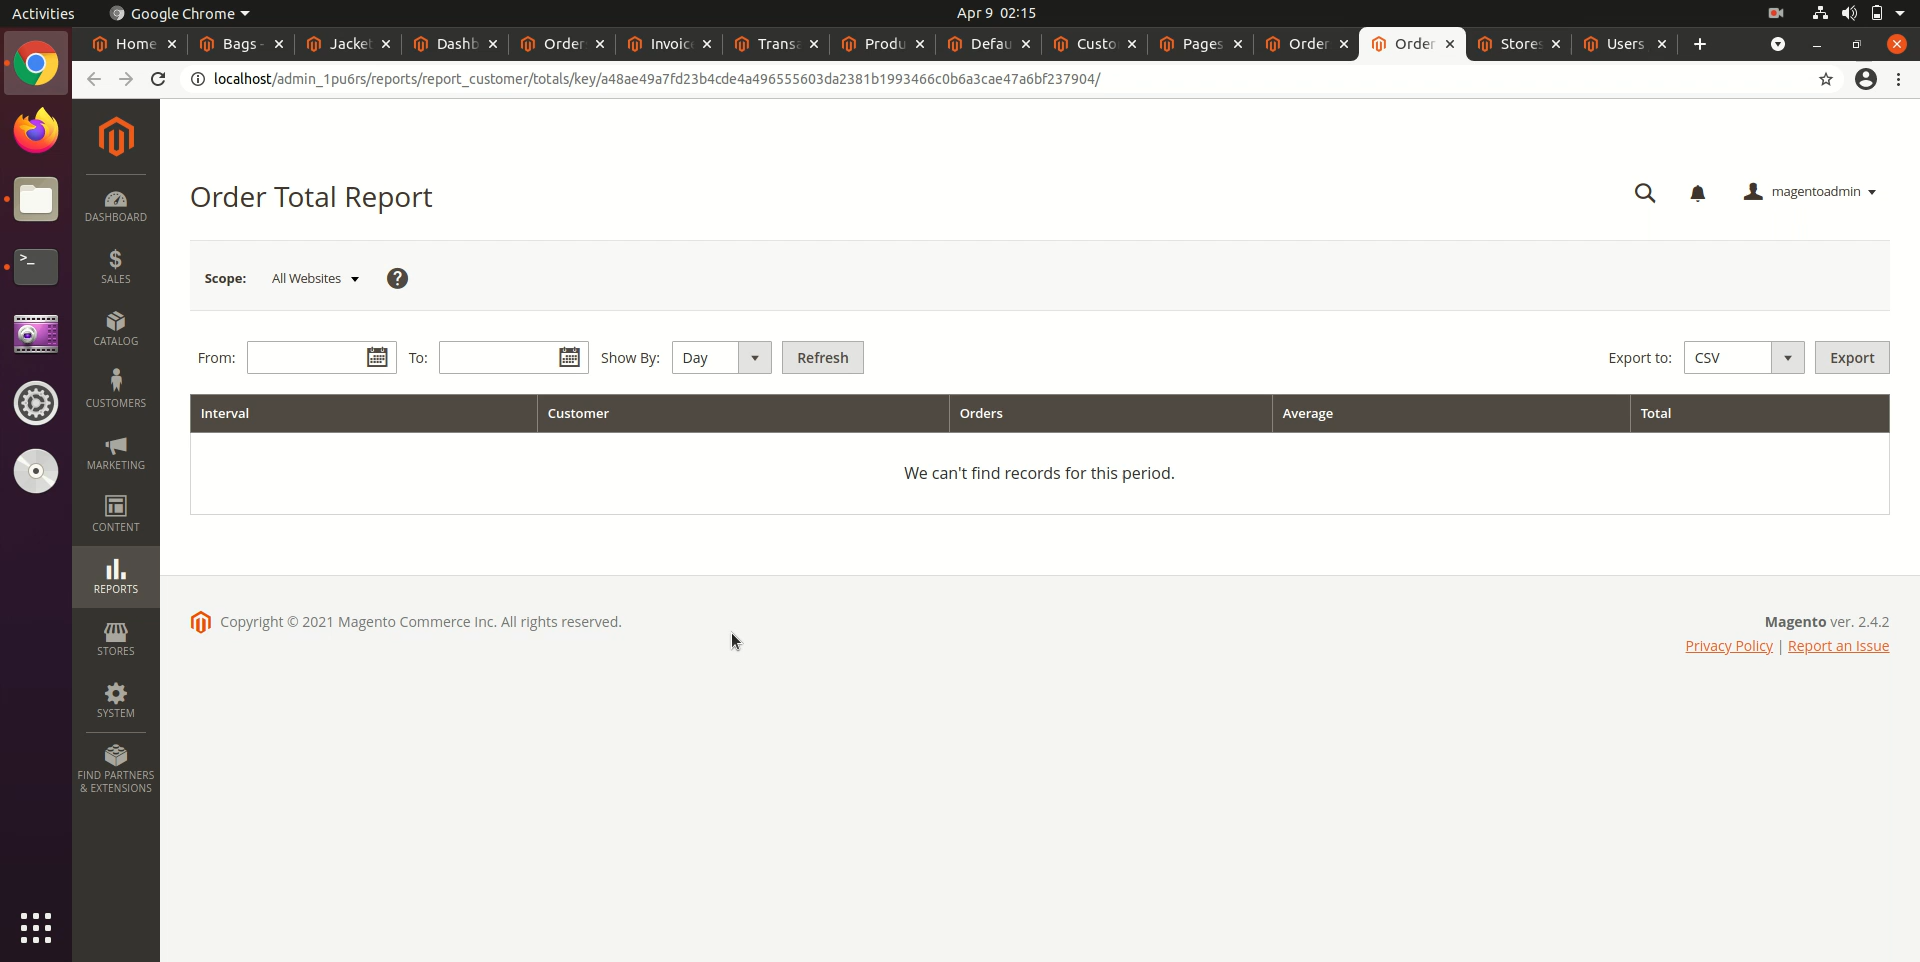 Activities Google Chrome Apr 9 02:15
Home Bags - Jacket Dashb Order Invoic Transa Produ Defau Custo Pages Order Order Stores Users
localhost/admin_1pu6rs/reports/report_customer/totals/key/a48ae49a7fd23b4cde4a496555603da2381b1993466c0b6a3cae47a6bf237904/
DASHBOARD
SALES
CATALOG
CUSTOMERS
MARKETING
CONTENT
REPORTS
STORES
SYSTEM
FIND PARTNERS
& EXTENSIONS
Order Total Report
magentoadmin
Scope: All Websites ?
From: To: Show By: Day Refresh Export to: CSV Export
Interval Customer Orders Average Total
We can't find records for this period.
Copyright © 2021 Magento Commerce Inc. All rights reserved.
Magento ver. 2.4.2
Privacy Policy | Report an Issue